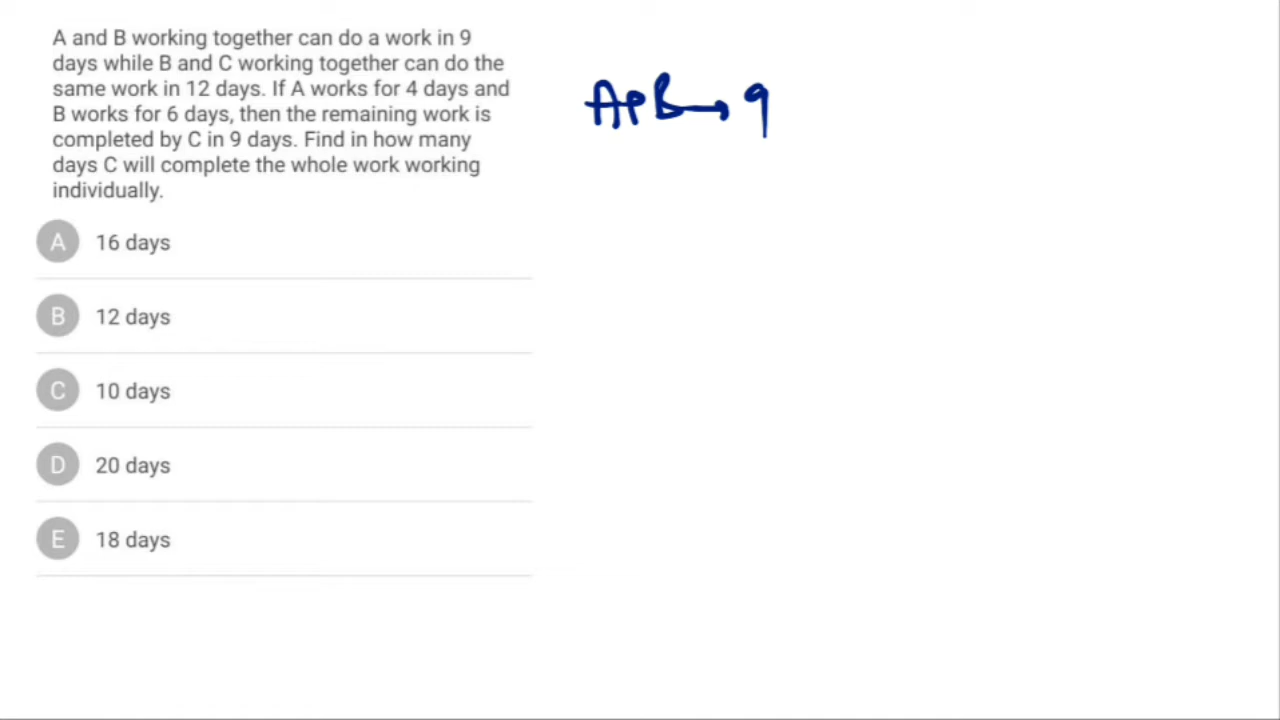 A and B working together can do a work in 9
days while B and C working together can do the
same work in 12 days. If A works for 4 days and
B works for 6 days, then the remaining work is
completed by C in 9 days. Find in how many
days C will complete the whole work working
individually.
A+B→9
A 16 days
B 12 days
C 10 days
D 20 days
E 18 days